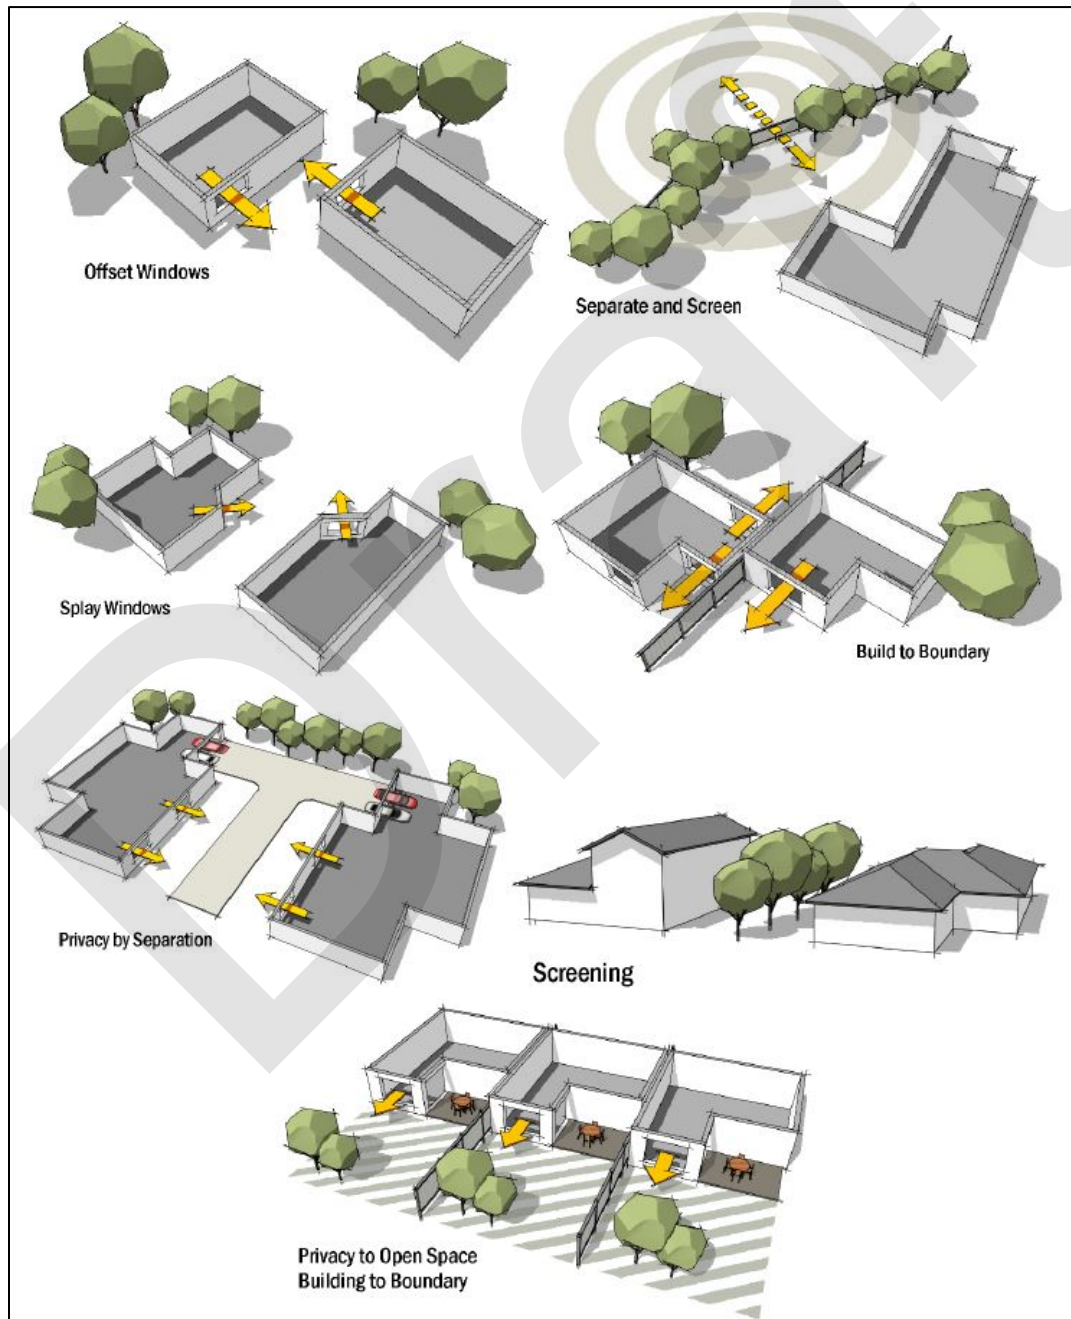 Offset Windows
Separate and Screen
Splay Windows
Build to Boundary
Privacy by Separation
Screening
Privacy to Open Space
Building to Boundary
Draft